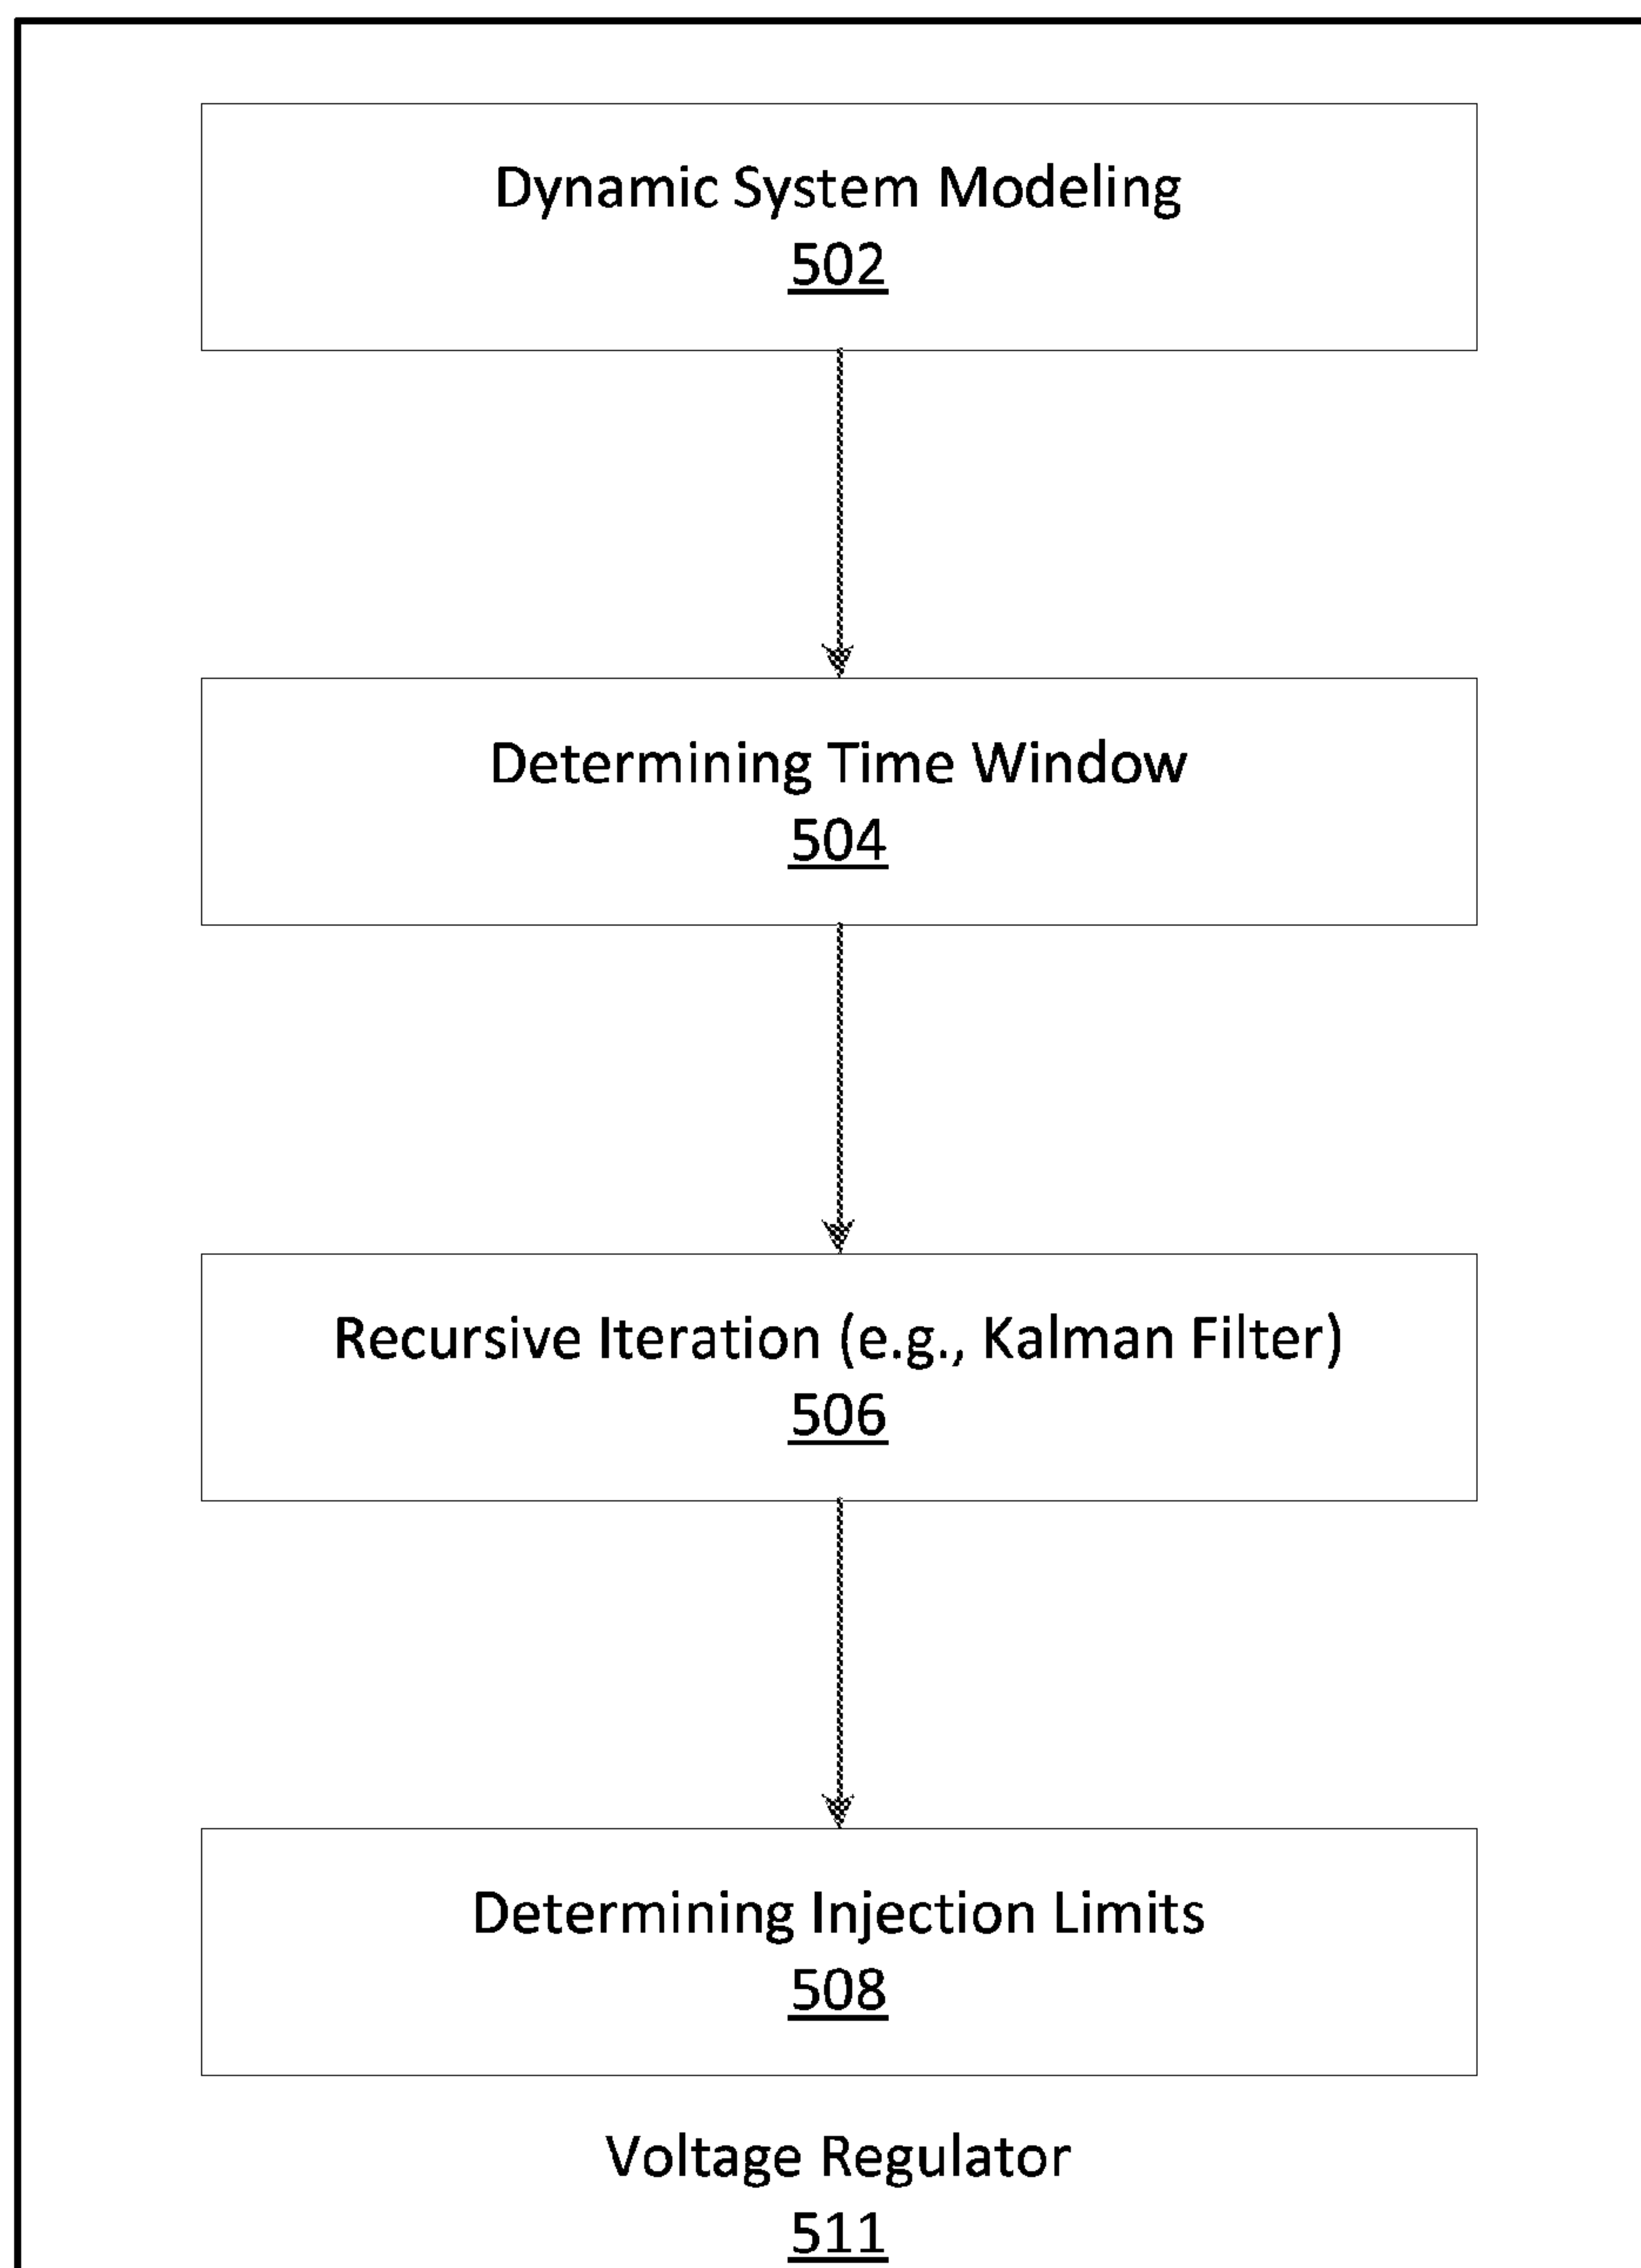 Dynamic System Modeling
502
Determining Time Window
504
Recursive Iteration (e.g., Kalman Filter)
506
Determining Injection Limits
508
Voltage Regulator
511